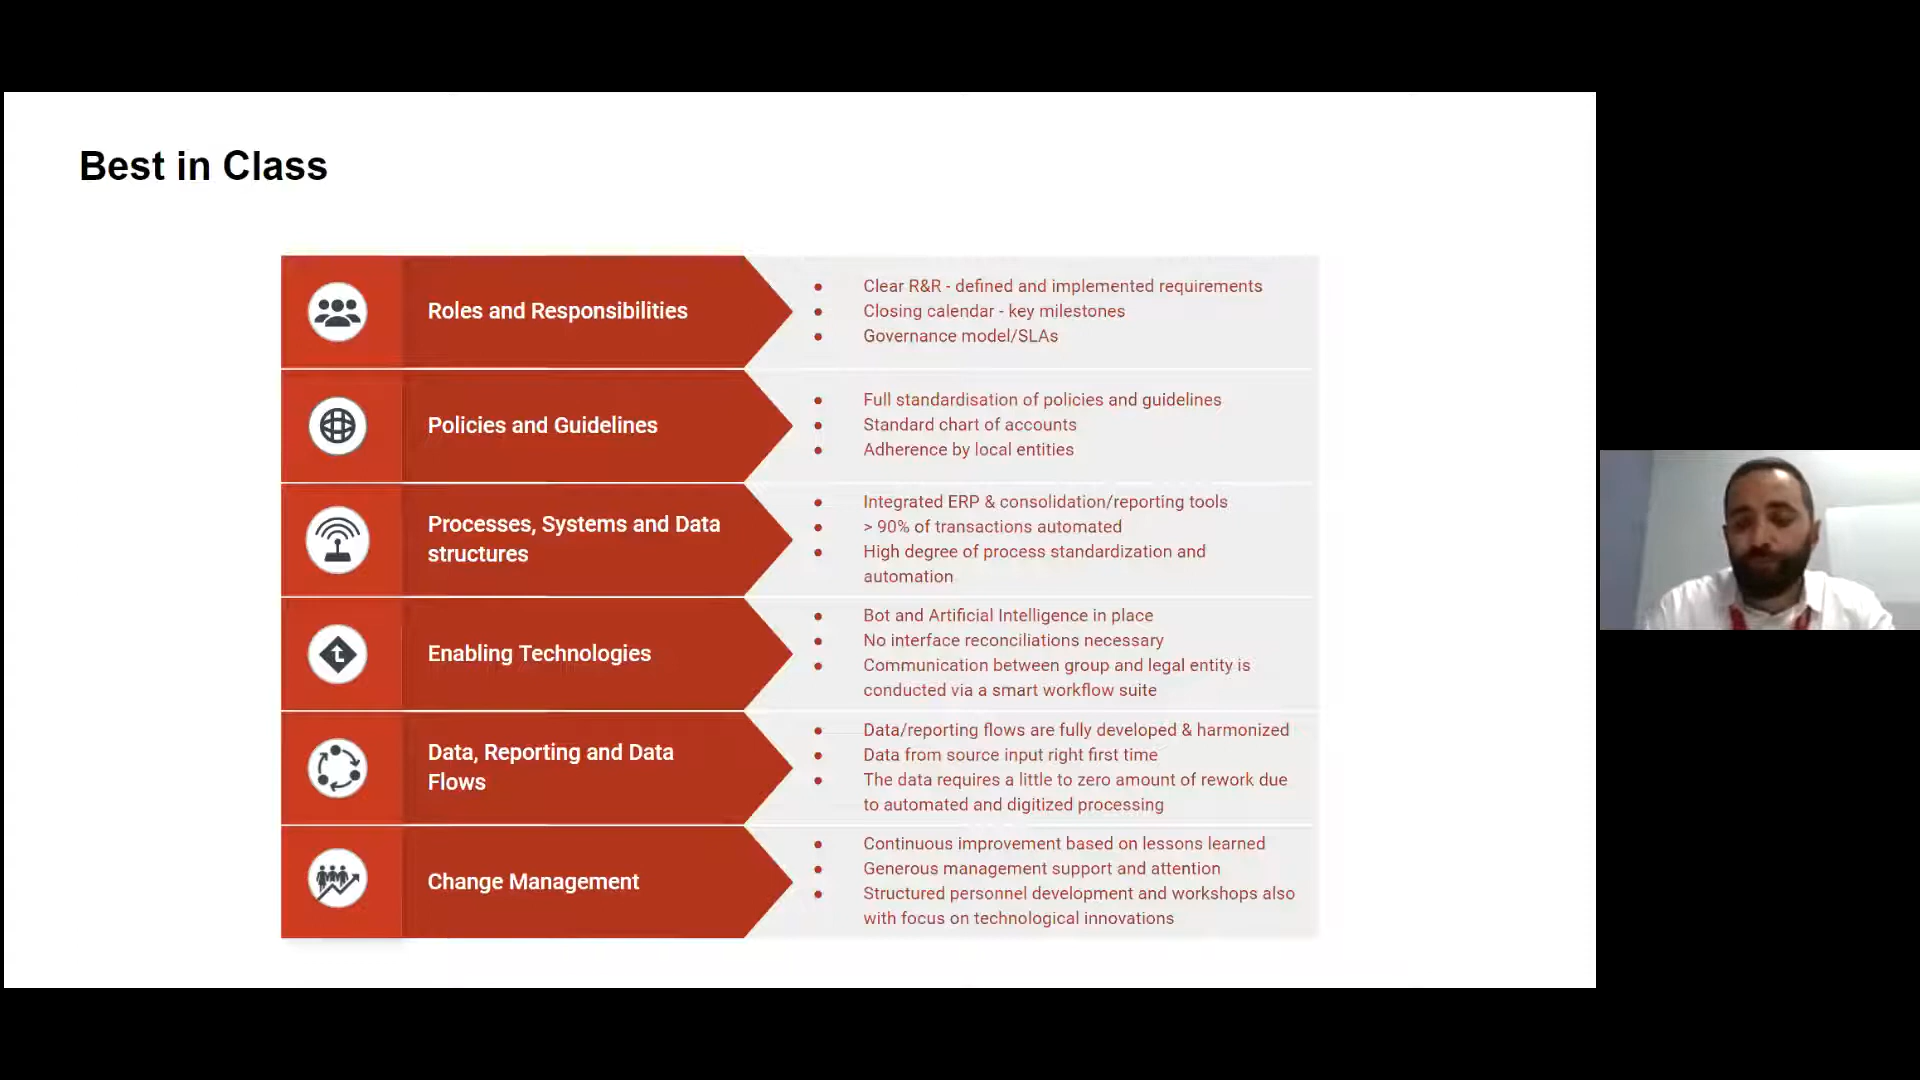 Best in Class
Roles and Responsibilities
● Clear R&R - defined and implemented requirements
● Closing calendar - key milestones
● Governance model/SLAs
Policies and Guidelines
● Full standardisation of policies and guidelines
● Standard chart of accounts
● Adherence by local entities
Processes, Systems and Data
structures
● Integrated ERP & consolidation/reporting tools
● > 90% of transactions automated
● High degree of process standardization and
automation
Enabling Technologies
● Bot and Artificial Intelligence in place
● No interface reconciliations necessary
● Communication between group and legal entity is
conducted via a smart workflow suite
Data, Reporting and Data
Flows
● Data/reporting flows are fully developed & harmonized
● Data from source input right first time
● The data requires a little to zero amount of rework due
to automated and digitized processing
Change Management
● Continuous improvement based on lessons learned
● Generous management support and attention
● Structured personnel development and workshops also
with focus on technological innovations